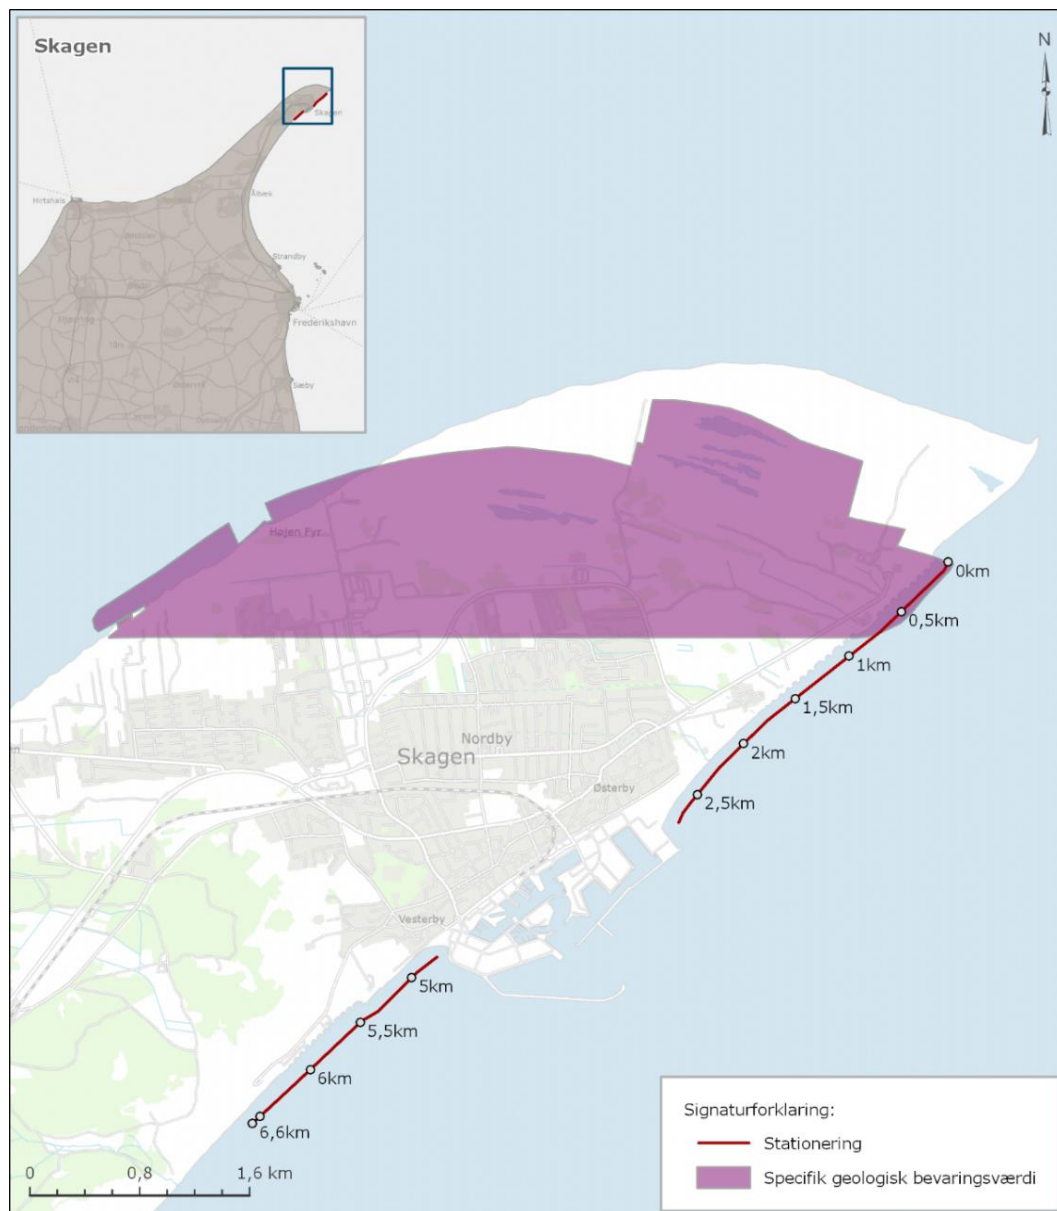 Skagen
N
Skagen
Hirtshals
Ålbæk
Strandby
Frederikshavn
Sæby
Højen Fyr
0km
0,5km
1km
1,5km
2km
2,5km
Nordby
Skagen
Østerby
Vesterby
5km
5,5km
6km
6,6km
0
0,8
1,6 km
Signaturforklaring:
Stationering
Specifik geologisk bevaringsværdi